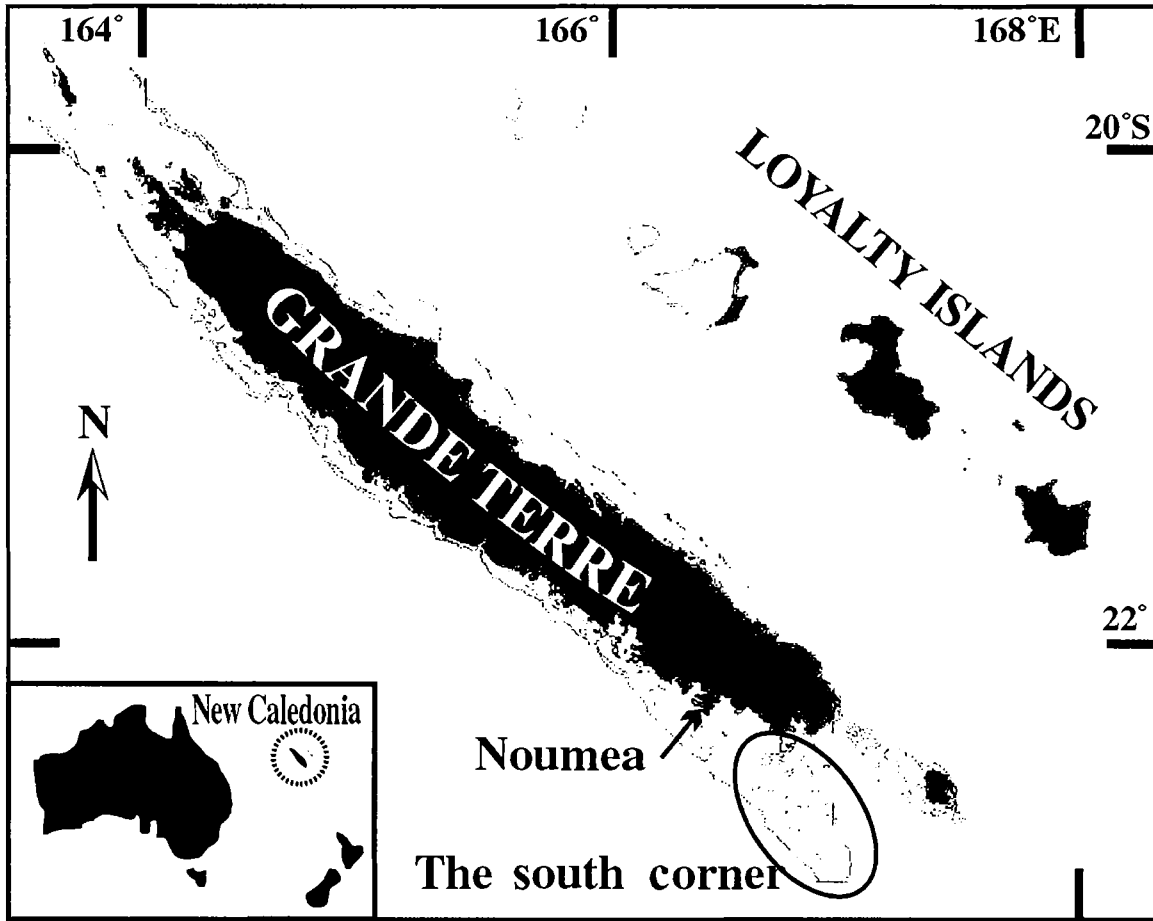 164°
166°
168°E
20°S
LOYALTY ISLANDS
GRANDE TERRE
N
22°
New Caledonia
Noumea
The south corner